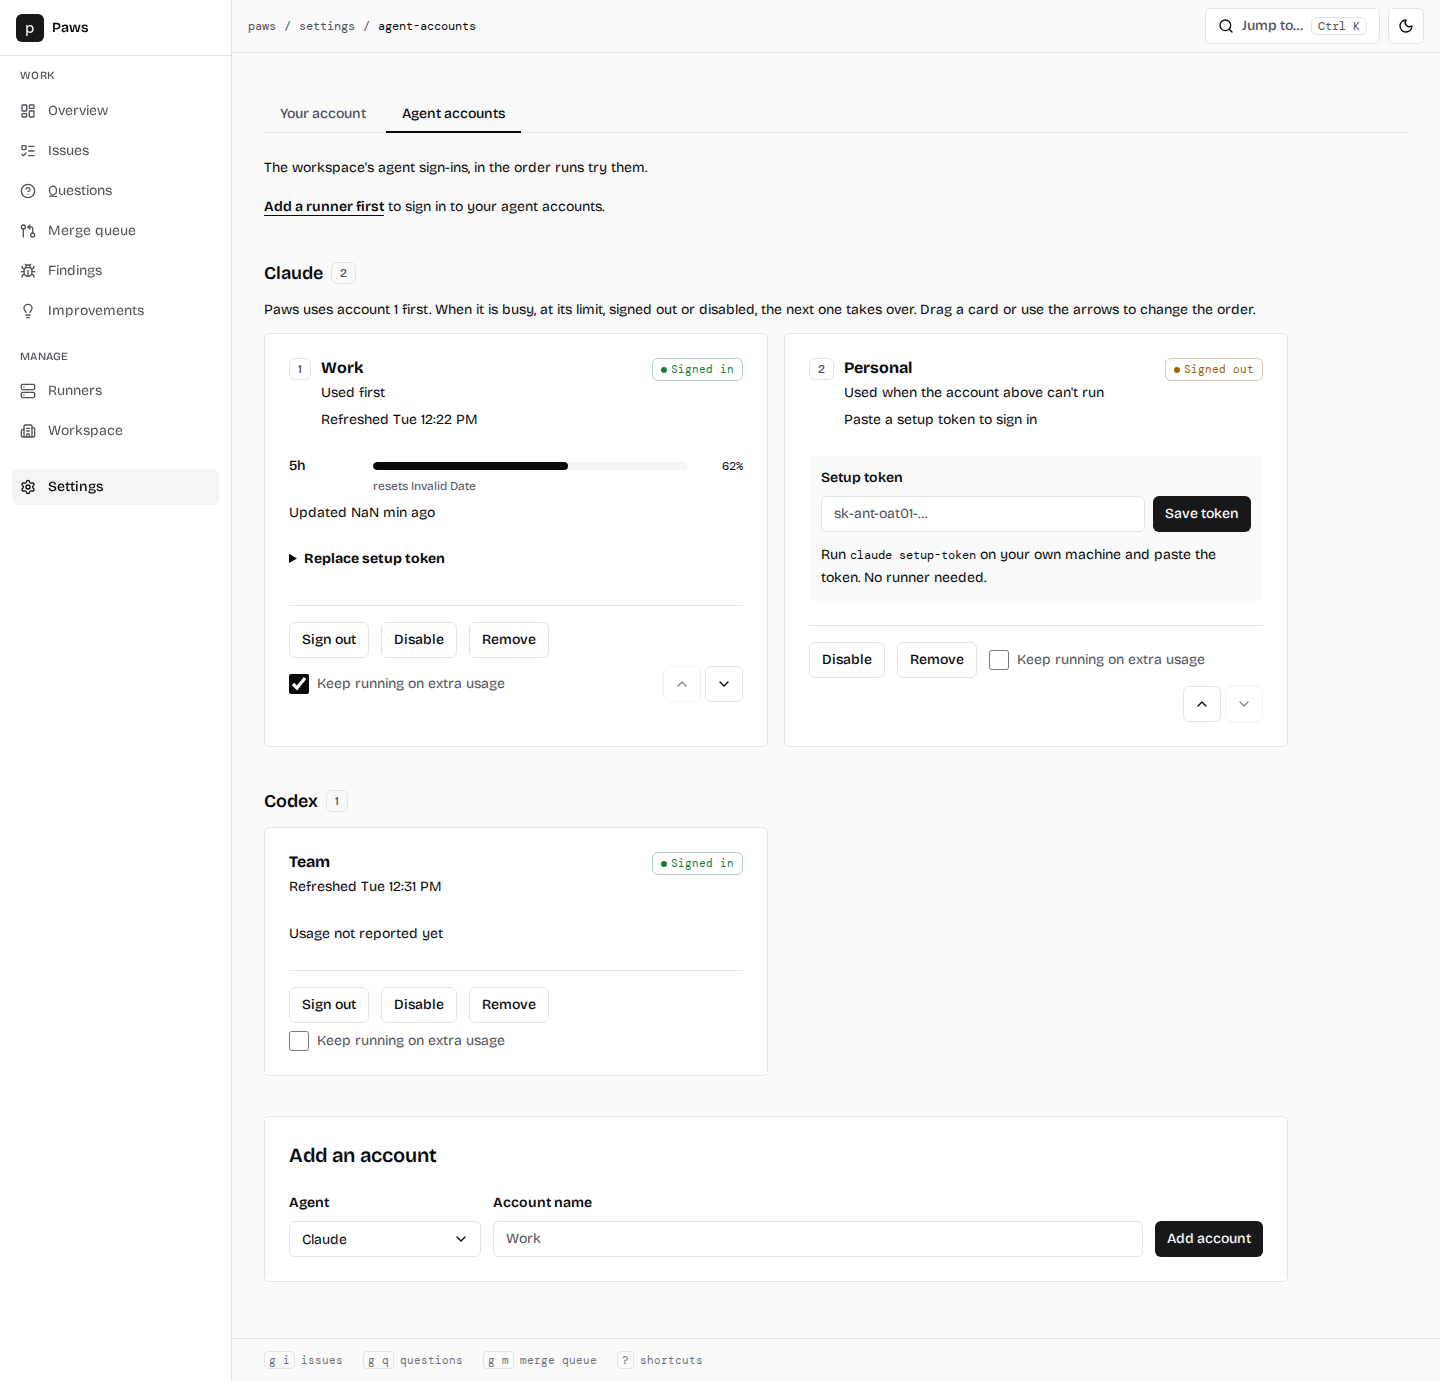 p Paws
paws / settings / agent-accounts
Jump to... Ctrl K
WORK
Overview
Issues
Questions
Merge queue
Findings
Improvements
MANAGE
Runners
Workspace
Settings
Your account
Agent accounts
The workspace's agent sign-ins, in the order runs try them.
Add a runner first to sign in to your agent accounts.
Claude 2
Paws uses account 1 first. When it is busy, at its limit, signed out or disabled, the next one takes over. Drag a card or use the arrows to change the order.
1 Work Signed in
Used first
Refreshed Tue 12:22 PM
5h 62%
resets Invalid Date
Updated NaN min ago
Replace setup token
Sign out Disable Remove
Keep running on extra usage
2 Personal Signed out
Used when the account above can't run
Paste a setup token to sign in
Setup token
sk-ant-oat01-... Save token
Run claude setup-token on your own machine and paste the
token. No runner needed.
Disable Remove Keep running on extra usage
Codex 1
Team Signed in
Refreshed Tue 12:31 PM
Usage not reported yet
Sign out Disable Remove
Keep running on extra usage
Add an account
Agent Account name
Claude Work Add account
g i issues g q questions g m merge queue ? shortcuts